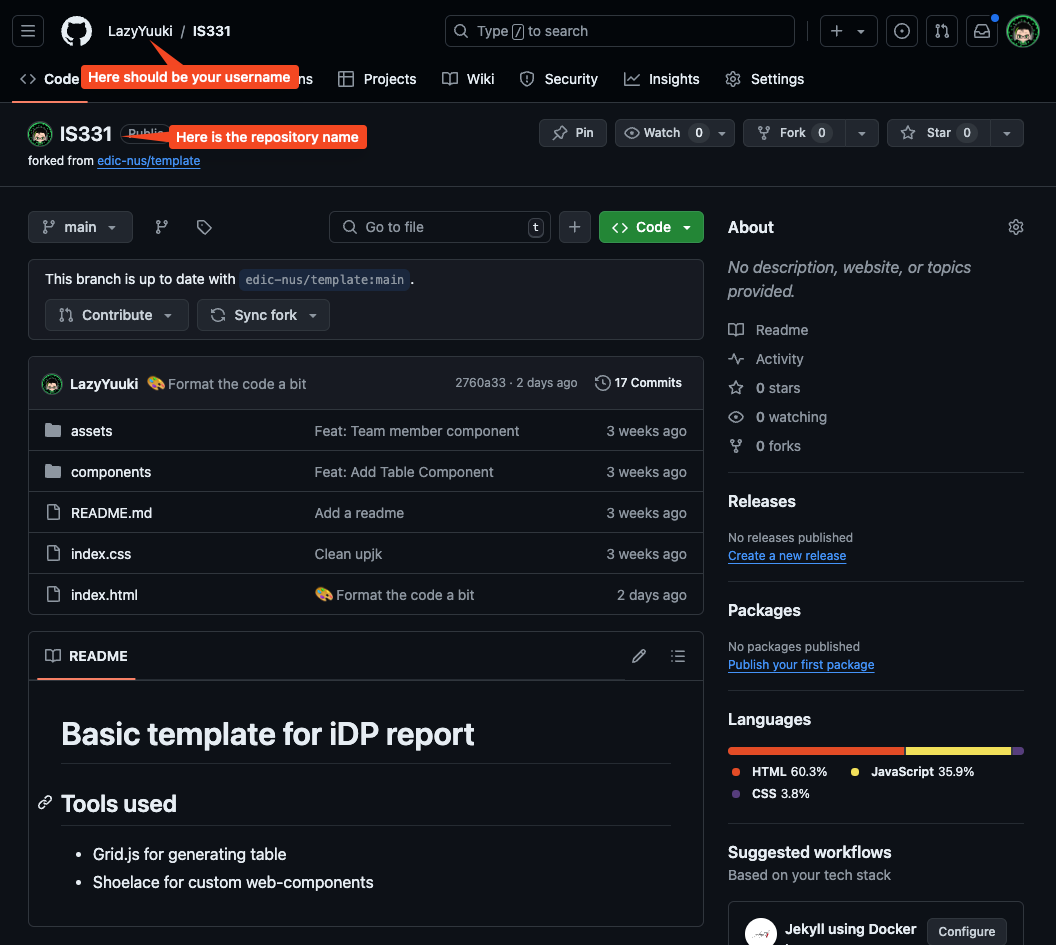 LazyYuuki / IS331
Type / to search
Code
Here should be your username
ns
Projects
Wiki
Security
Insights
Settings
IS331
Public
Here is the repository name
Pin
Watch 0
Fork 0
Star 0
forked from edic-nus/template
main
Go to file
t
Code
This branch is up to date with edic-nus/template:main .
Contribute
Sync fork
LazyYuuki 🎨 Format the code a bit 2760a33 · 2 days ago 17 Commits
assets Feat: Team member component 3 weeks ago
components Feat: Add Table Component 3 weeks ago
README.md Add a readme 3 weeks ago
index.css Clean upjk 3 weeks ago
index.html 🎨 Format the code a bit 2 days ago
README
Basic template for iDP report
Tools used
• Grid.js for generating table
• Shoelace for custom web-components
About
No description, website, or topics
provided.
Readme
Activity
0 stars
0 watching
0 forks
Releases
No releases published
Create a new release
Packages
No packages published
Publish your first package
Languages
HTML 60.3% JavaScript 35.9%
CSS 3.8%
Suggested workflows
Based on your tech stack
Jekyll using Docker
Configure